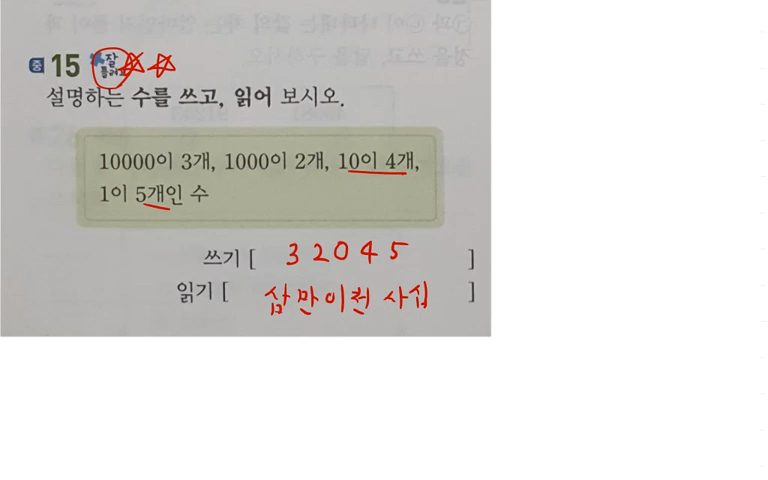 중 15 잘 틀려요
설명하는 수를 쓰고, 읽어 보시오.
10000이 3개, 1000이 2개, 10이 4개,
1이 5개인 수
쓰기 [ 32045 ]
읽기 [ 삼만이천 사십 ]